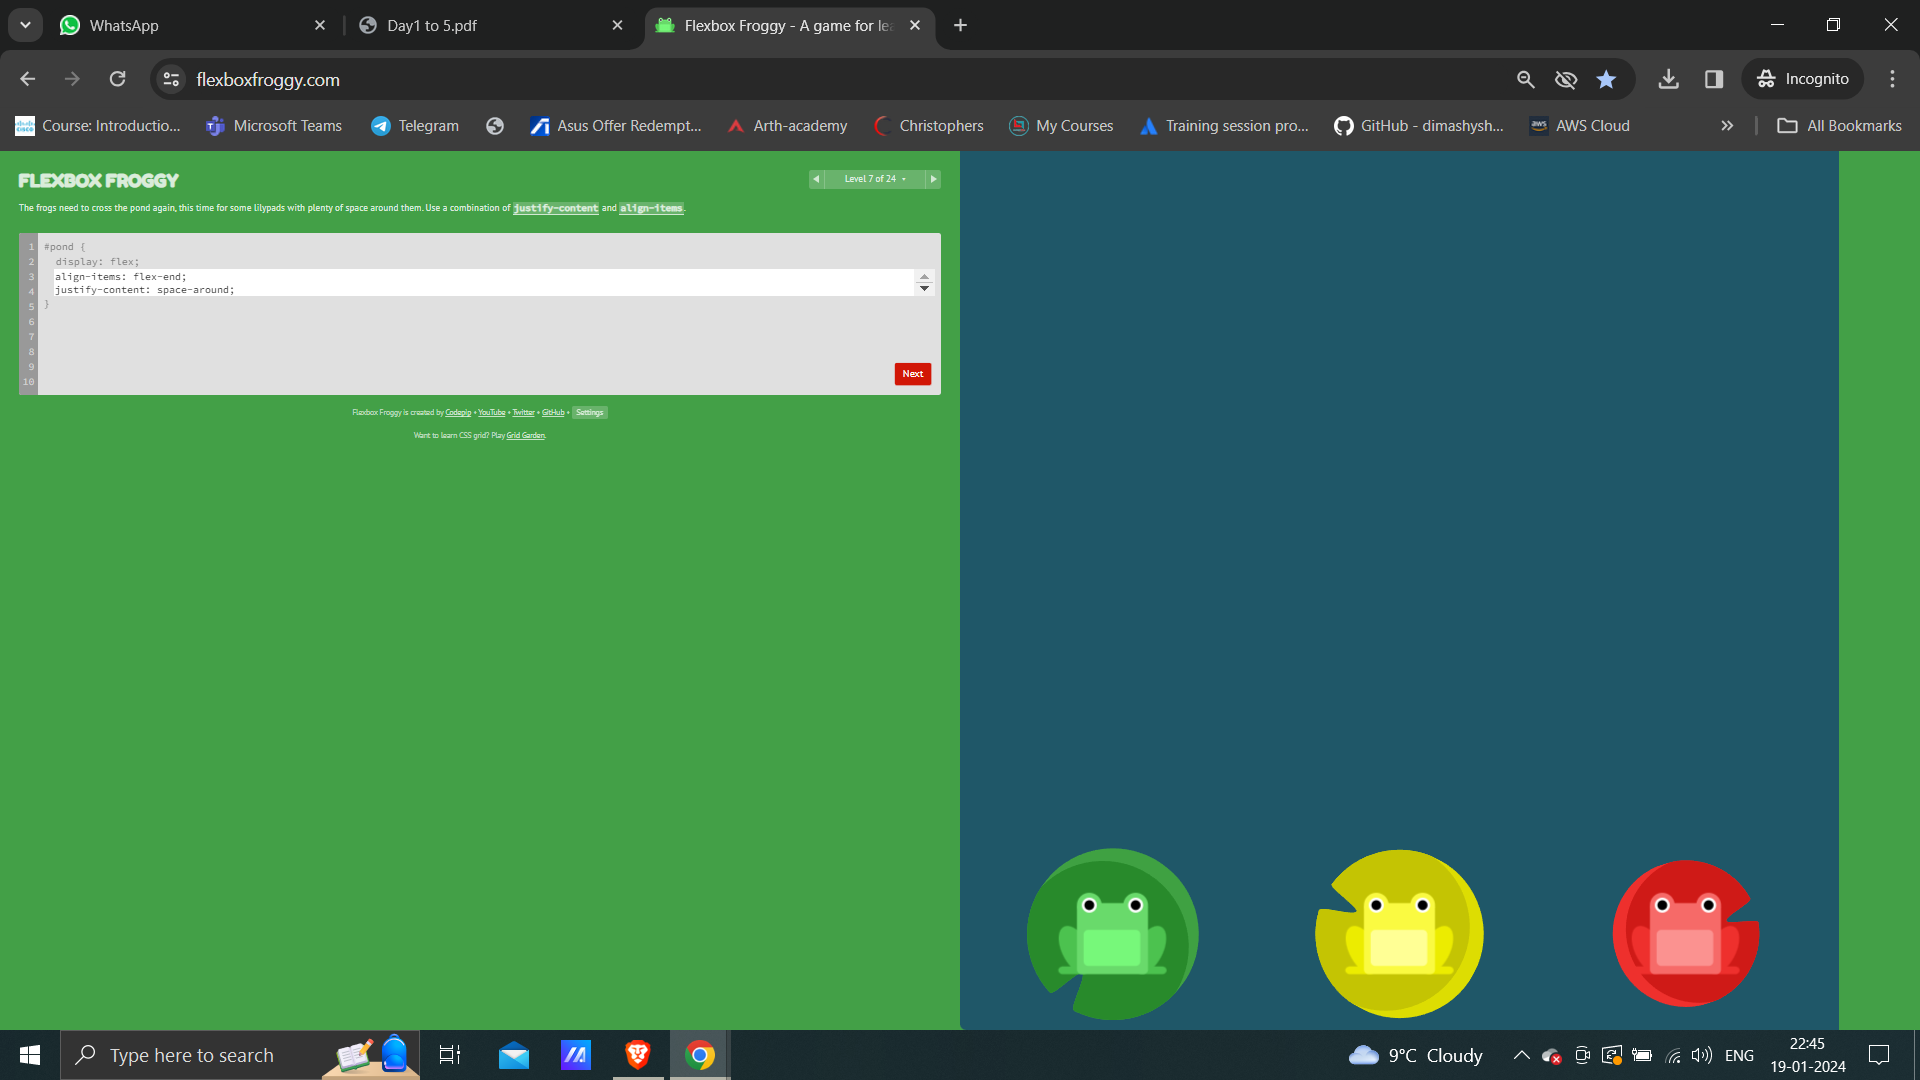 WhatsApp
Day1 to 5.pdf
Flexbox Froggy - A game for lea
flexboxfroggy.com
Incognito
Course: Introductio...
Microsoft Teams
Telegram
Asus Offer Redempt...
Arth-academy
Christophers
My Courses
Training session pro...
GitHub - dimashysh...
AWS Cloud
All Bookmarks
FLEXBOX FROGGY
Level 7 of 24
The frogs need to cross the pond again, this time for some lilypads with plenty of space around them. Use a combination of justify-content and align-items.
1 #pond {
2 display: flex;
3 align-items: flex-end;
4 justify-content: space-around;
5 }
6
7
8
9
10
Next
Flexbox Froggy is created by Codepip • YouTube • Twitter • GitHub • Settings
Want to learn CSS grid? Play Grid Garden.
Type here to search
9°C Cloudy
ENG
22:45
19-01-2024